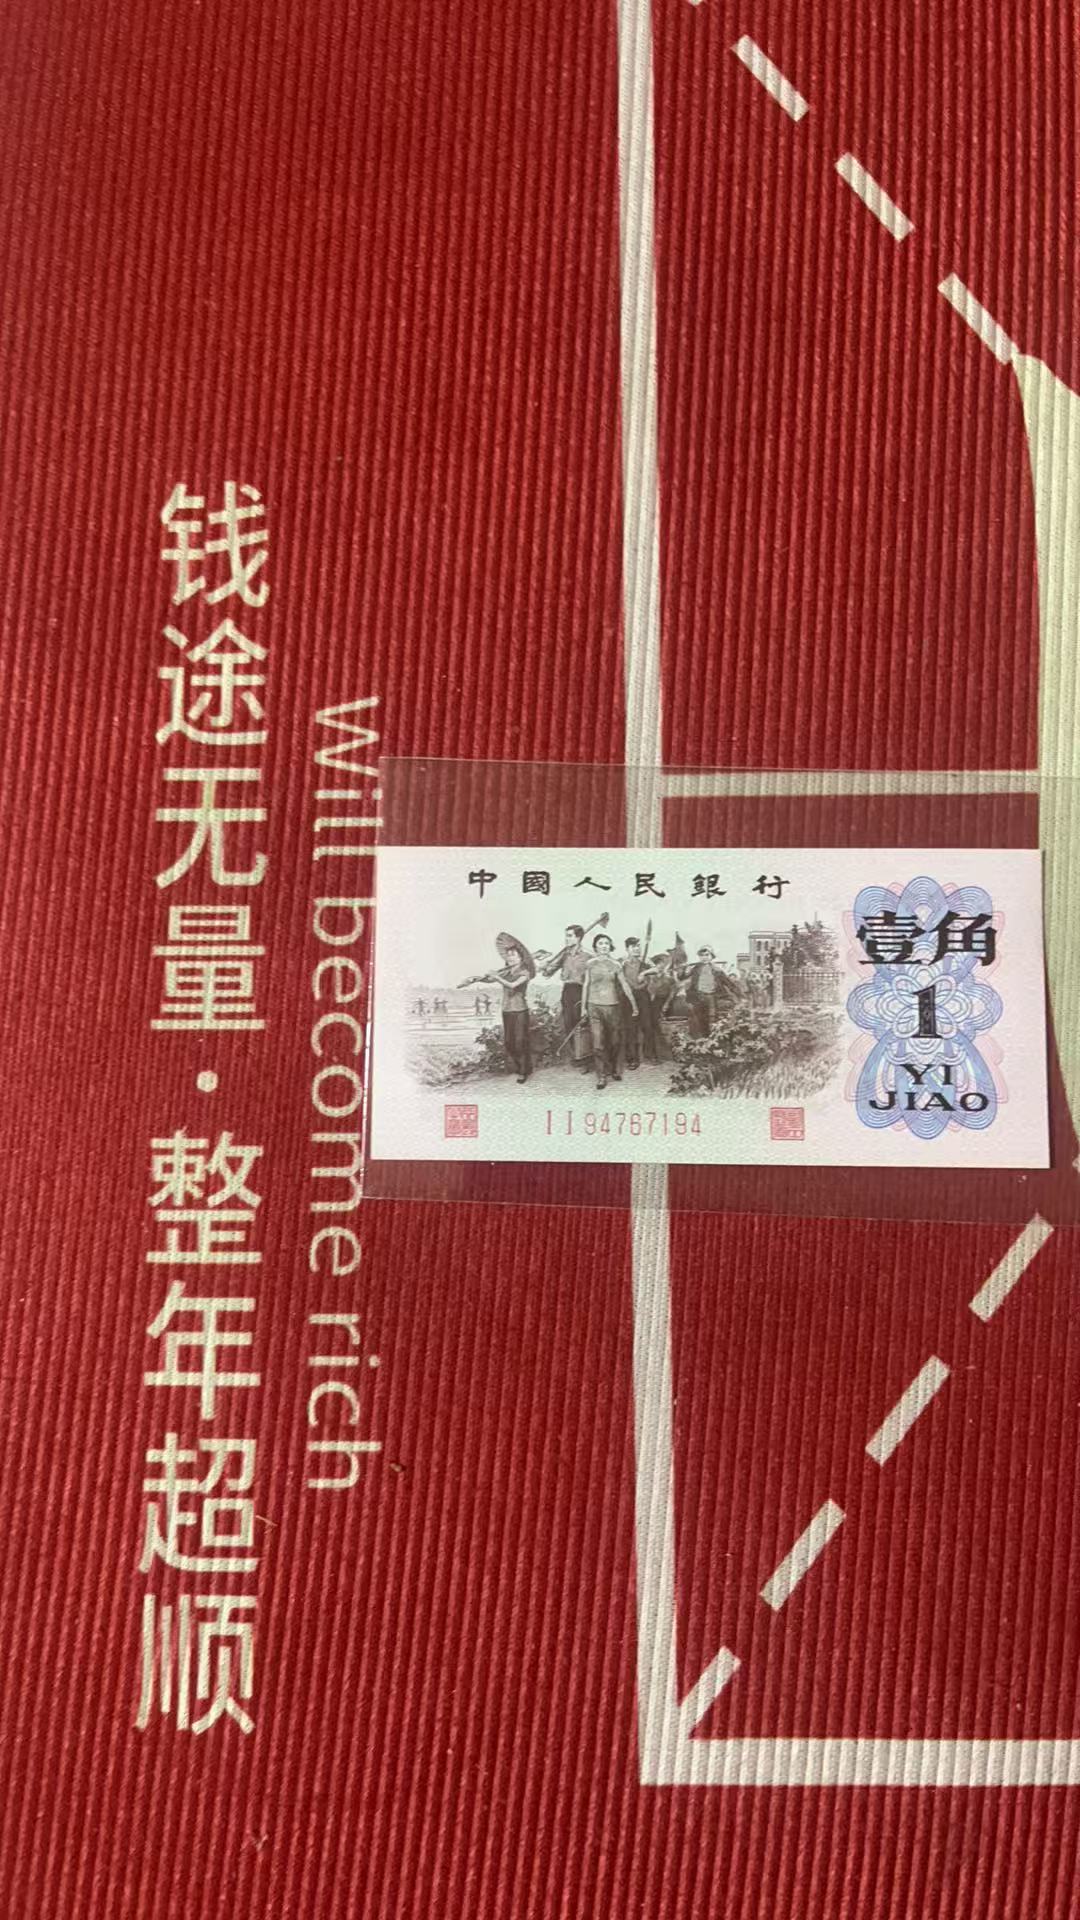 钱途无量·整年超顺
Will become rich
中國人民銀行
壹角
1
YI
JIAO
I I 94767194